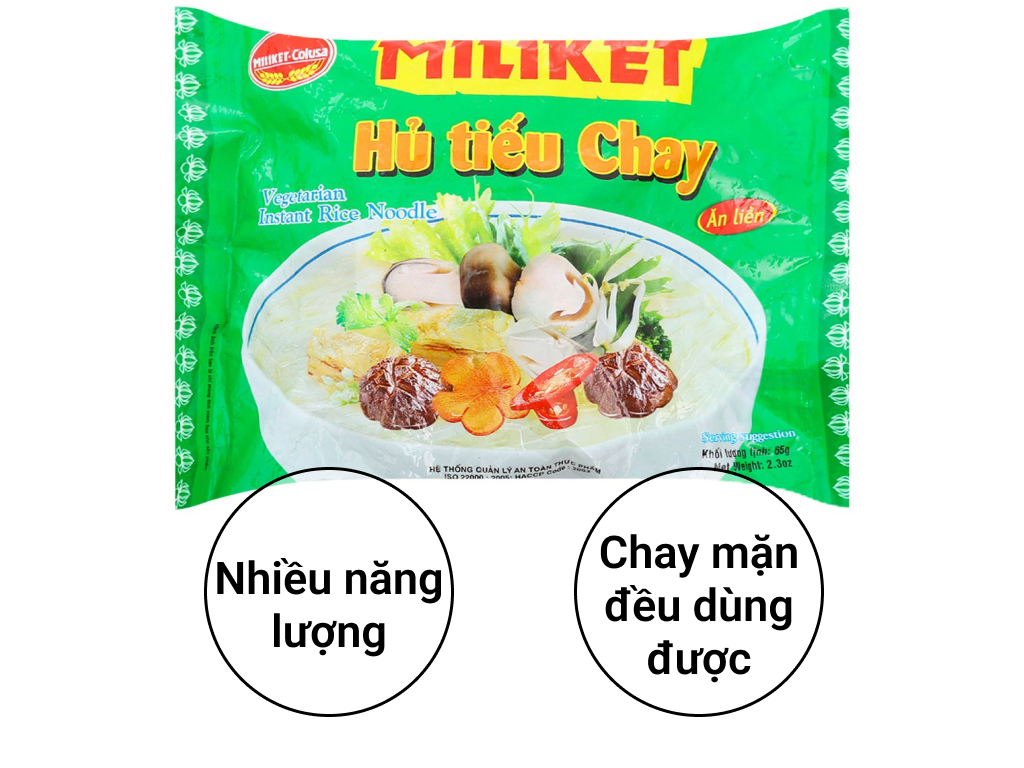 MILIKET-Colusa
MILIKET
Hủ tiếu Chay
Vegetarian
Instant Rice Noodle
Ăn liền
Serving suggestion
Khối lượng tịnh: 65g
Net Weight: 2.3oz
HỆ THỐNG QUẢN LÝ AN TOÀN THỰC PHẨM
ISO 22000 : 2005; HACCP Code : 2003
Nhiều năng
lượng
Chay mặn
đều dùng
được